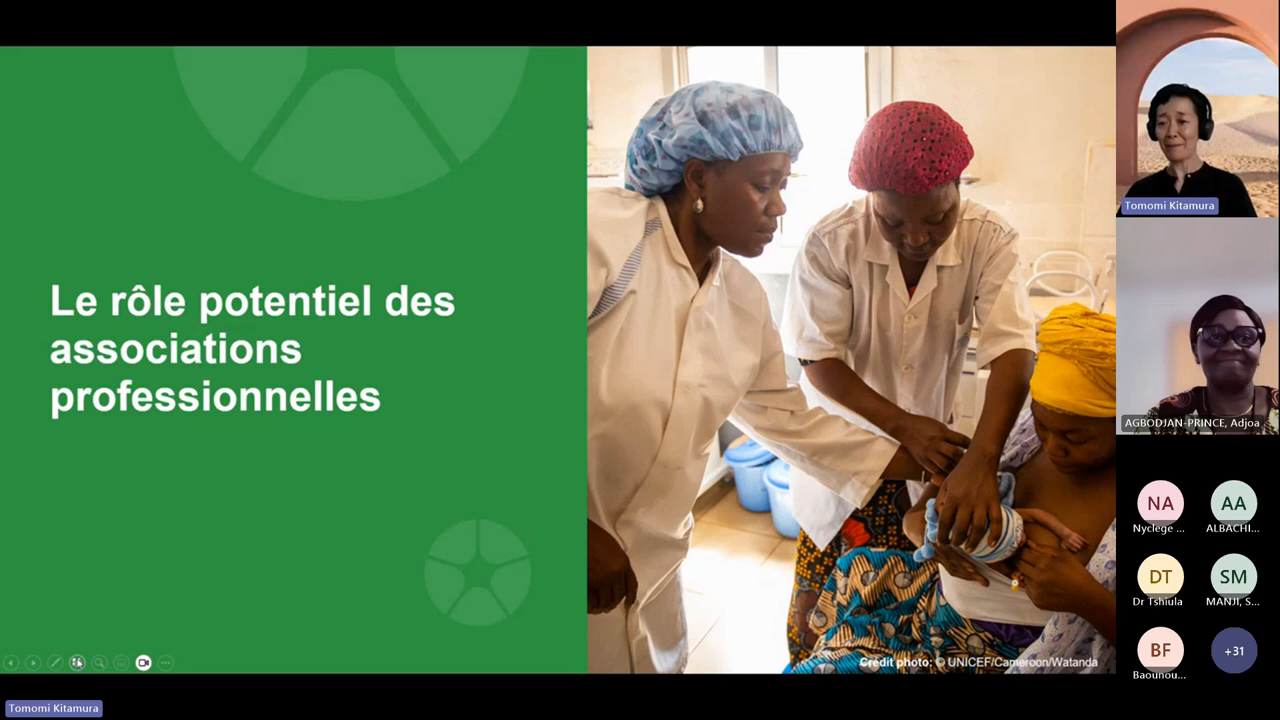 Le rôle potentiel des
associations
professionnelles
Crédit photo: © UNICEF/Cameroon/Watanda
Tomomi Kitamura
AGBODJAN-PRINCE, Adjoa
NA
Nyclege ...
AA
ALBACHI...
DT
Dr Tshiula
SM
MANJI, S...
BF
Baounou...
+31
Tomomi Kitamura